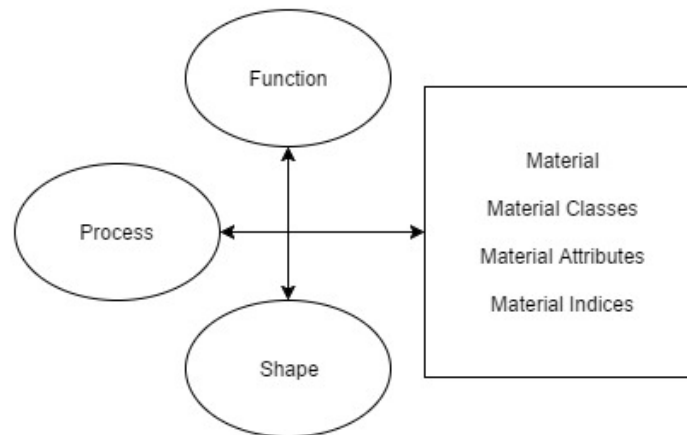 Function
Process
Shape
Material
Material Classes
Material Attributes
Material Indices